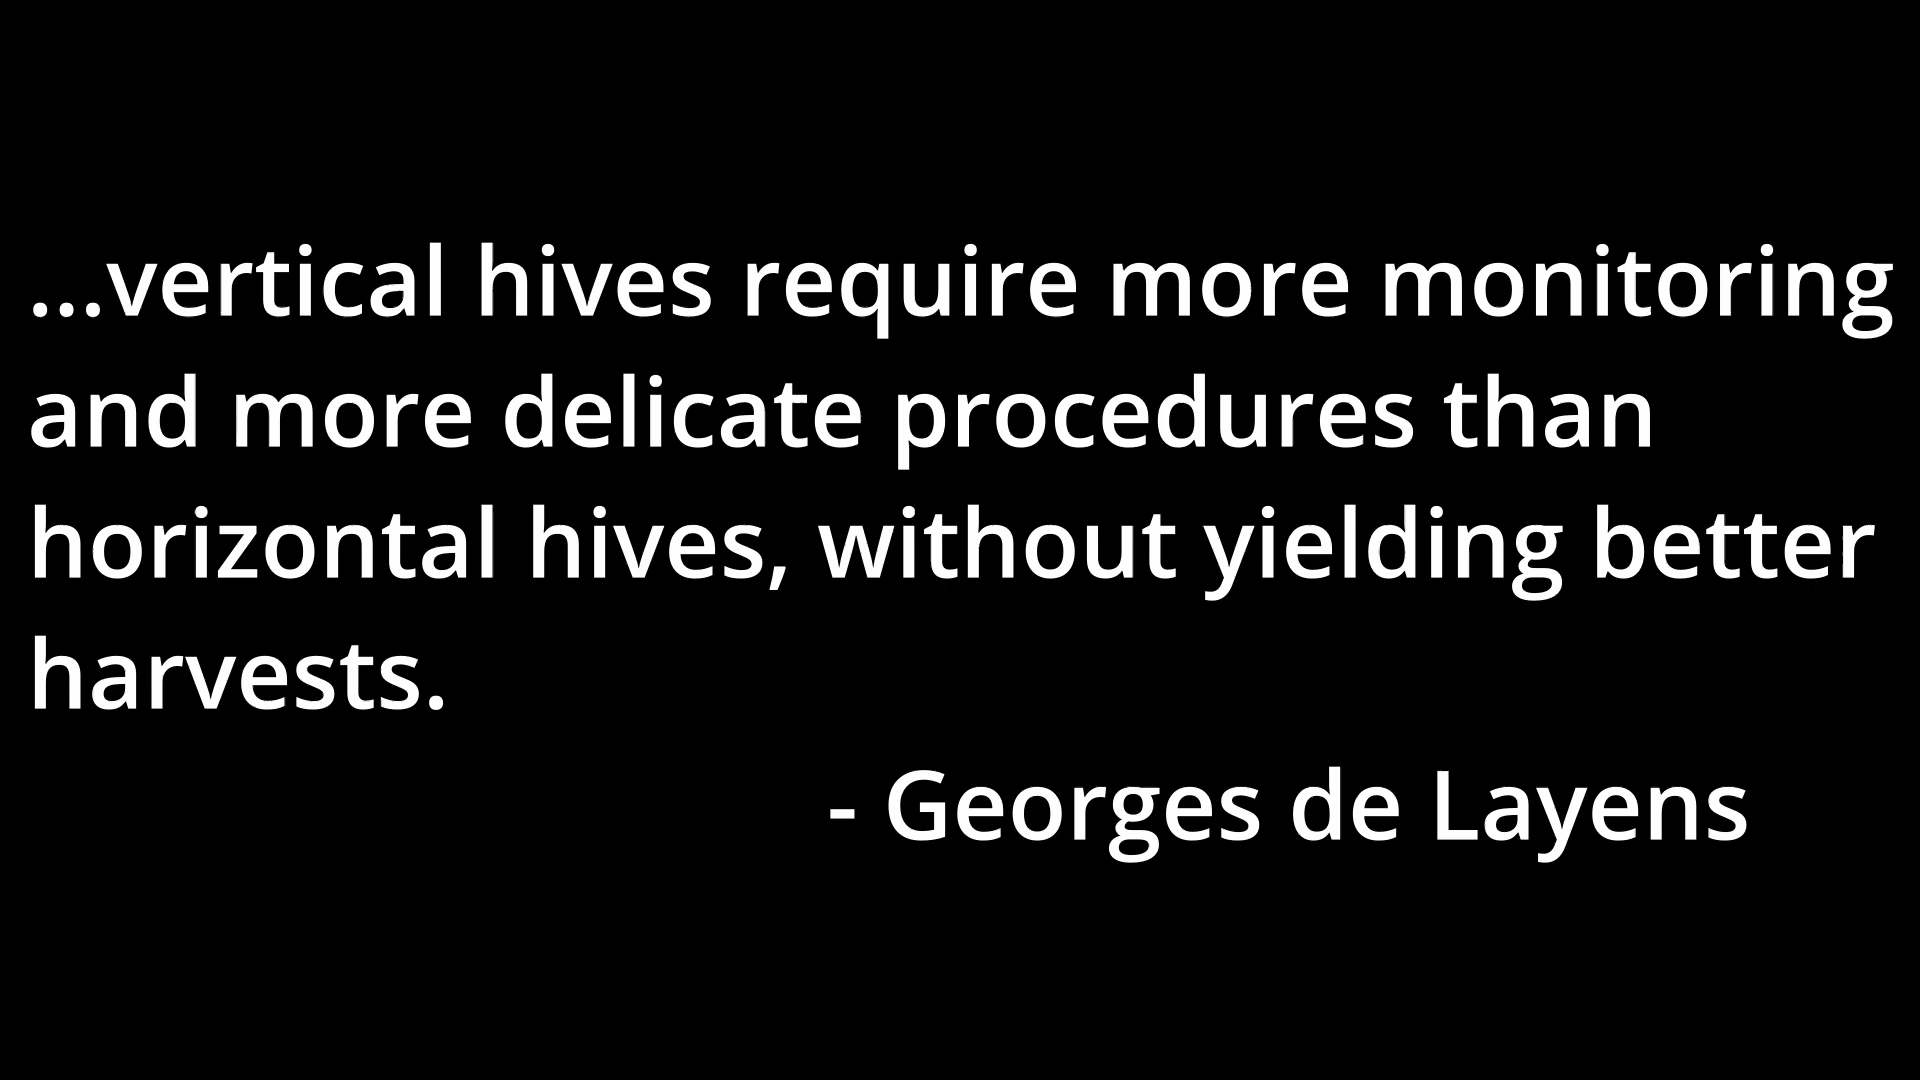 ...vertical hives require more monitoring
and more delicate procedures than
horizontal hives, without yielding better
harvests.
- Georges de Layens